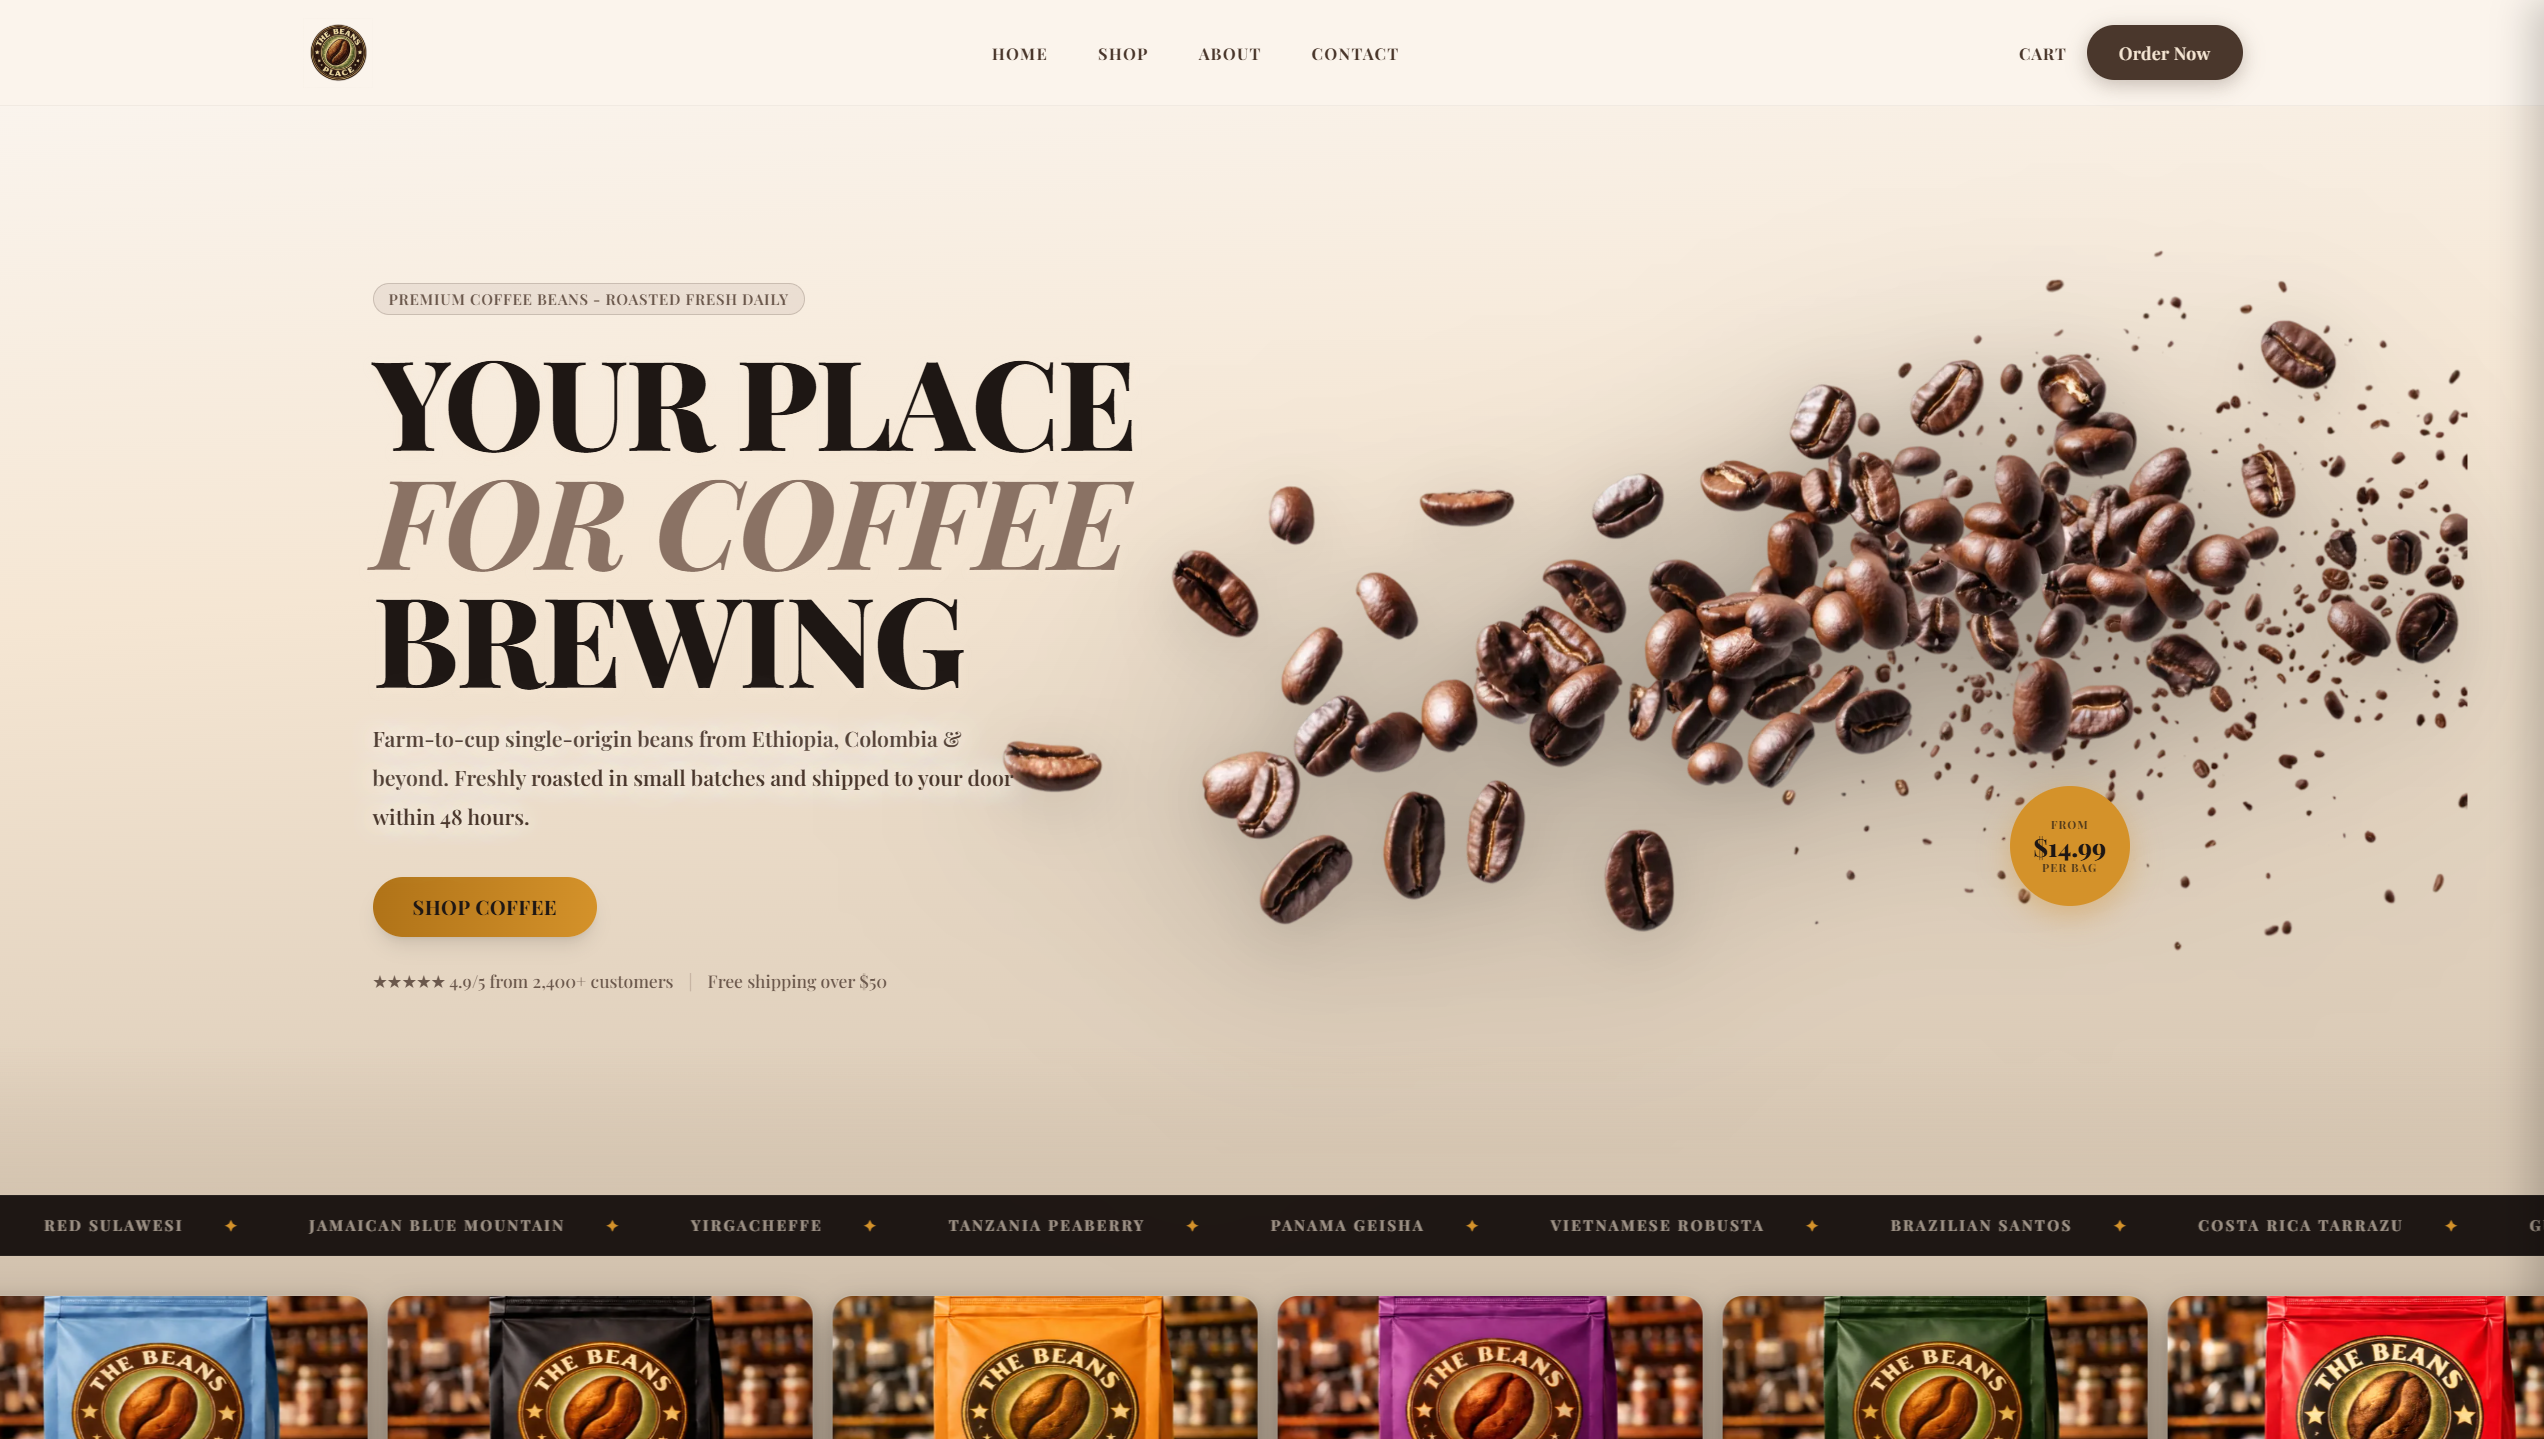 THE BEANS
PLACE
HOME
SHOP
ABOUT
CONTACT
CART
Order Now
PREMIUM COFFEE BEANS - ROASTED FRESH DAILY
YOUR PLACE
FOR COFFEE
BREWING
Farm-to-cup single-origin beans from Ethiopia, Colombia &
beyond. Freshly roasted in small batches and shipped to your door
within 48 hours.
SHOP COFFEE
★★★★★ 4.9/5 from 2,400+ customers | Free shipping over $50
FROM
$14.99
PER BAG
RED SULAWESI ✦ JAMAICAN BLUE MOUNTAIN ✦ YIRGACHEFFE ✦ TANZANIA PEABERRY ✦ PANAMA GEISHA ✦ VIETNAMESE ROBUSTA ✦ BRAZILIAN SANTOS ✦ COSTA RICA TARRAZU ✦
THE BEANS
THE BEANS
THE BEANS
THE BEANS
THE BEANS
THE BEANS